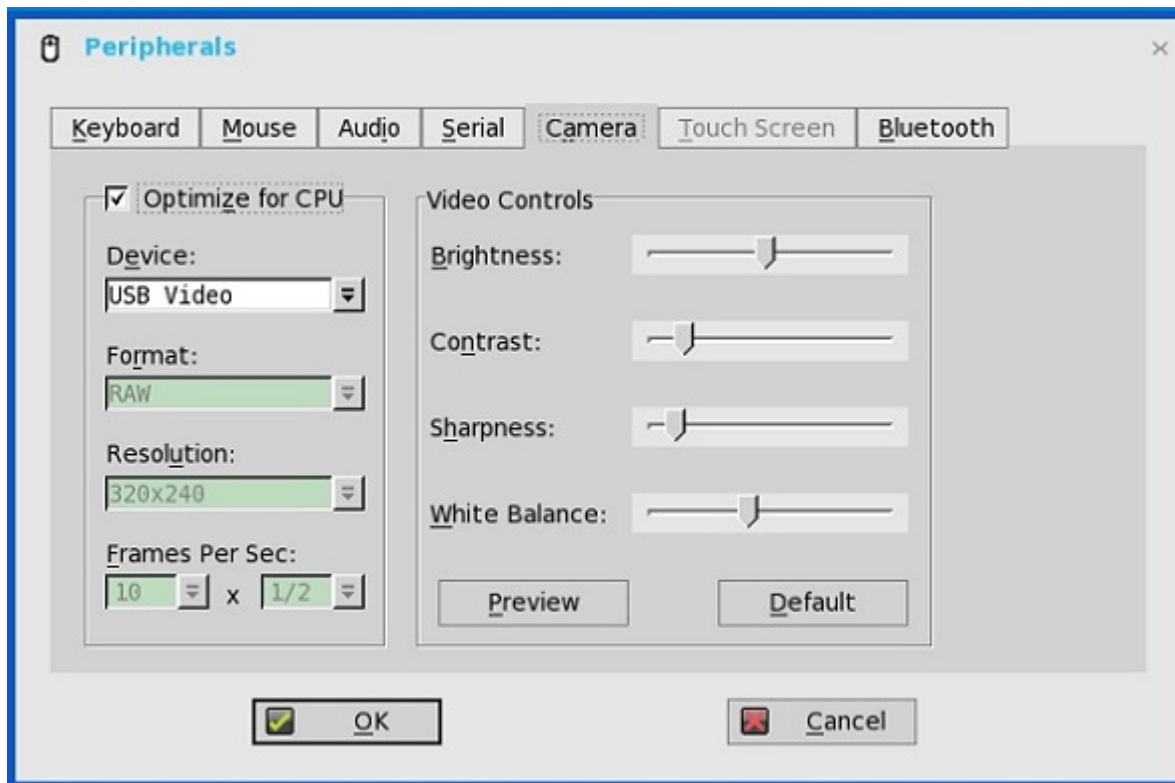 Peripherals
Keyboard Mouse Audio Serial Camera Touch Screen Bluetooth
Optimize for CPU
Device:
USB Video
Format:
RAW
Resolution:
320x240
Frames Per Sec:
10 x 1/2
Video Controls
Brightness:
Contrast:
Sharpness:
White Balance:
Preview Default
OK Cancel